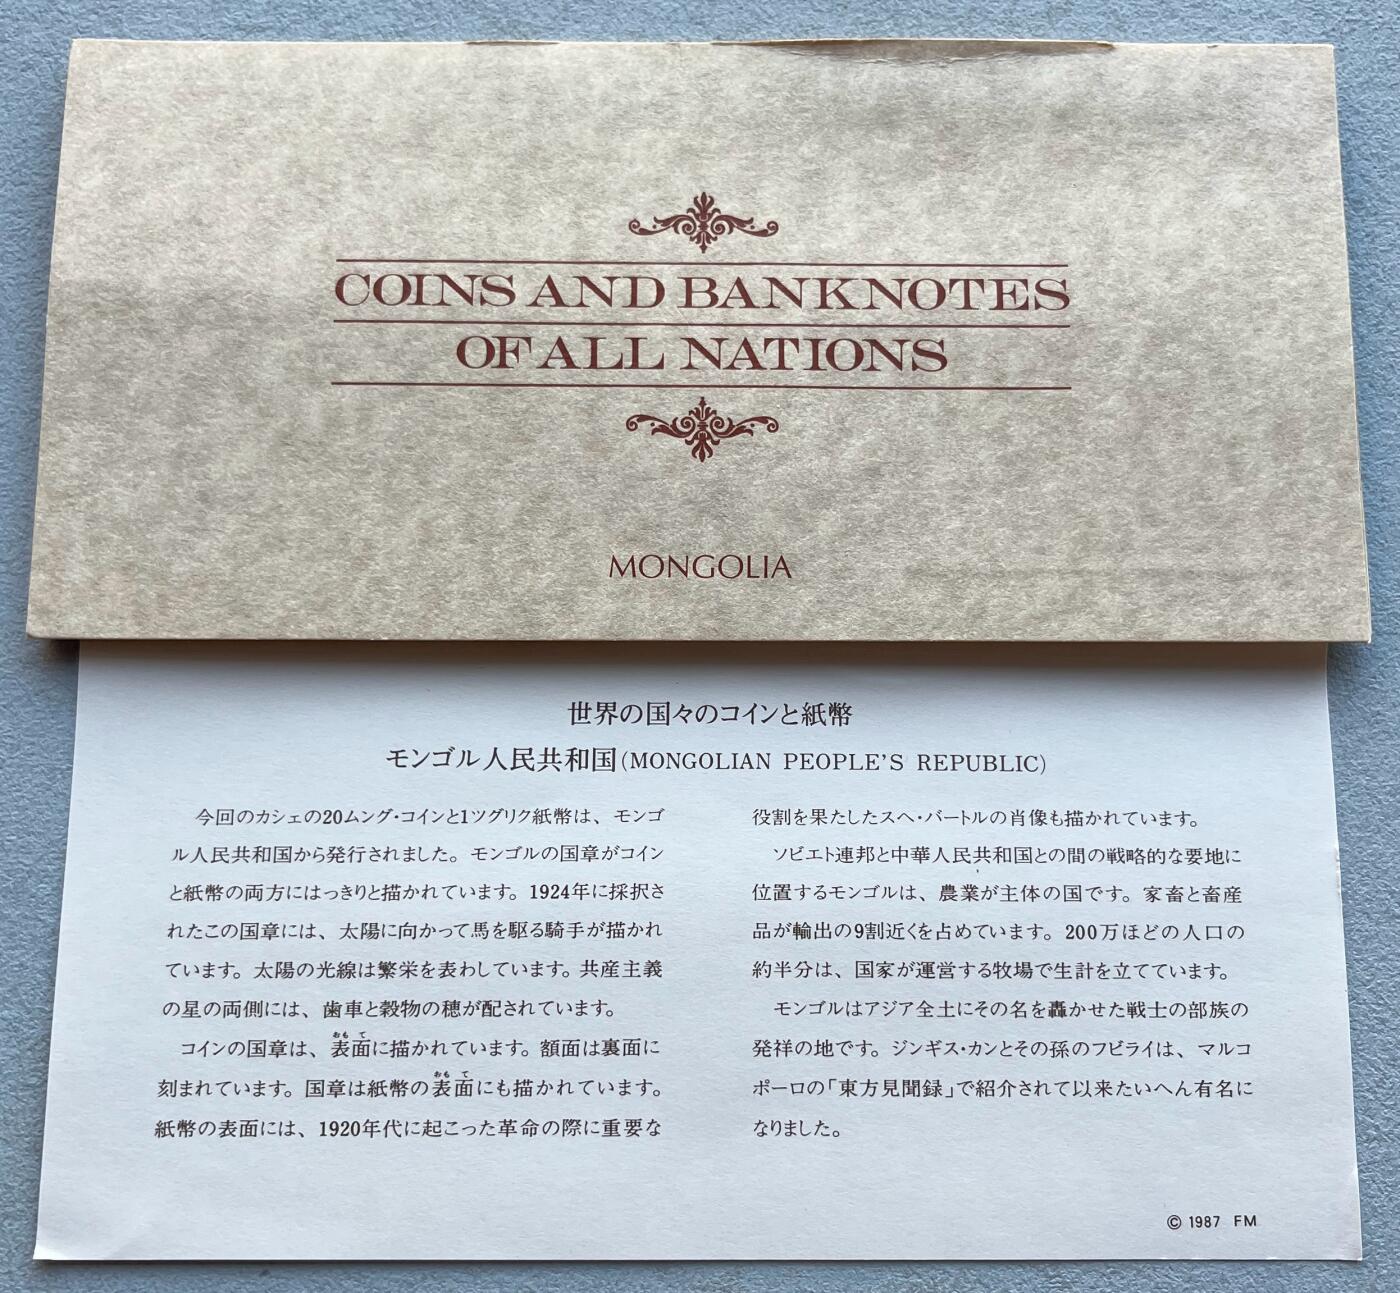 COINS AND BANKNOTES
OF ALL NATIONS
MONGOLIA
世界の国々のコインと紙幣
モンゴル人民共和国(MONGOLIAN PEOPLE'S REPUBLIC)
今回のカシェの20ムング・コインと1ツグリク紙幣は、モンゴ
ル人民共和国から発行されました。モンゴルの国章がコイン
と紙幣の両方にはっきりと描かれています。1924年に採択さ
れたこの国章には、太陽に向かって馬を駆る騎手が描かれ
ています。太陽の光線は繁栄を表わしています。共産主義
の星の両側には、歯車と穀物の穂が配されています。
おもて
コインの国章は、表面に描かれています。額面は裏面に
おもて
刻まれています。国章は紙幣の表面にも描かれています。
紙幣の表面には、1920年代に起こった革命の際に重要な
役割を果たしたスヘ・バートルの肖像も描かれています。
ソビエト連邦と中華人民共和国との間の戦略的な要地に
位置するモンゴルは、農業が主体の国です。家畜と畜産
品が輸出の9割近くを占めています。200万ほどの人口の
約半分は、国家が運営する牧場で生計を立てています。
モンゴルはアジア全土にその名を轟かせた戦士の部族の
発祥の地です。ジンギス・カンとその孫のフビライは、マルコ
ポーロの「東方見聞録」で紹介されて以来たいへん有名に
なりました。
© 1987 FM